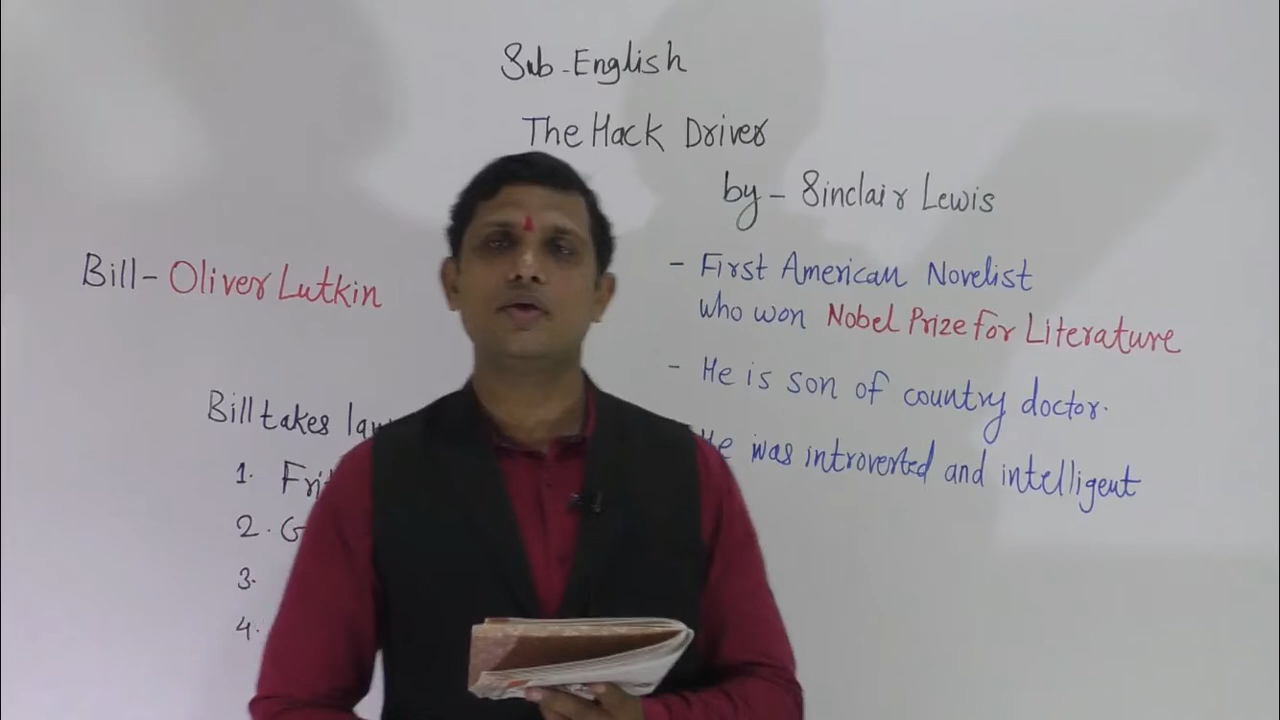 Sub-English
The Hack Driver
by - Sinclair Lewis
Bill - Oliver Lutkin
- First American Novelist
who won Nobel Prize for Literature
- He is son of country doctor.
He was introverted and intelligent
Bill takes
1.
2.
3.
4.